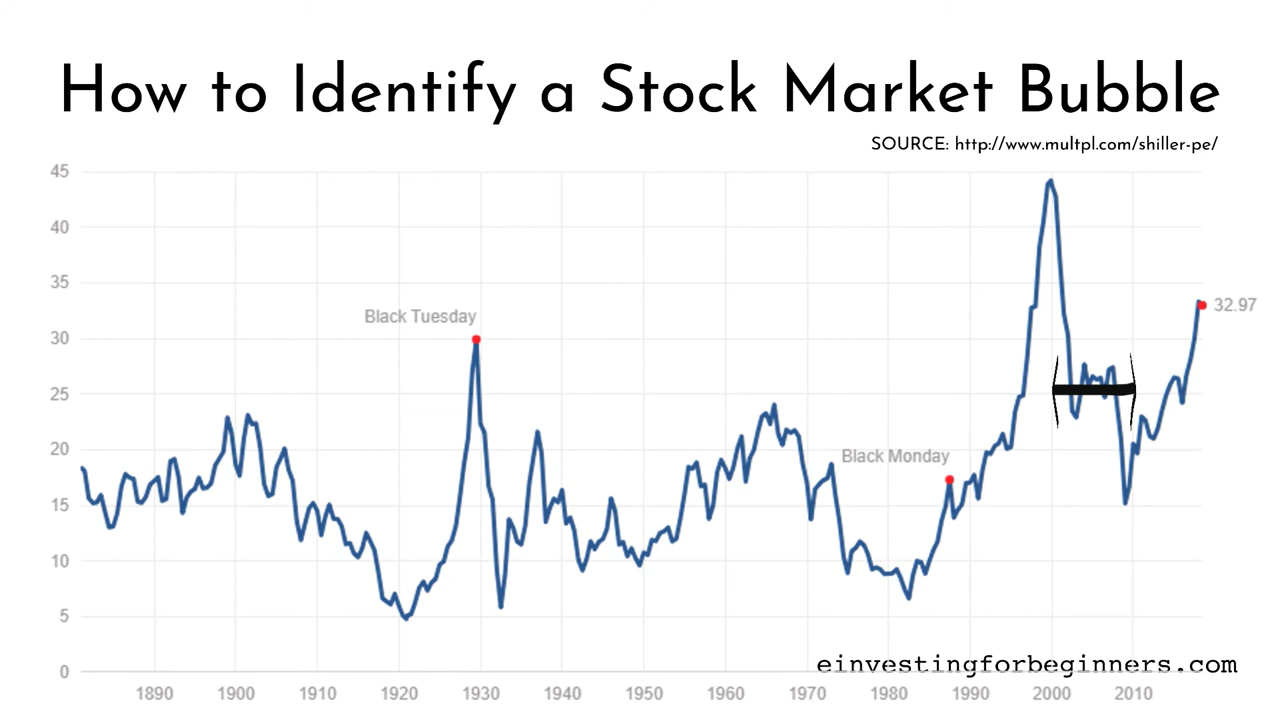 How to Identify a Stock Market Bubble
SOURCE: http://www.multpl.com/shiller-pe/
45
40
35
30
25
20
15
10
5
0
Black Tuesday
Black Monday
32.97
einvestingforbeginners.com
1890 1900 1910 1920 1930 1940 1950 1960 1970 1980 1990 2000 2010